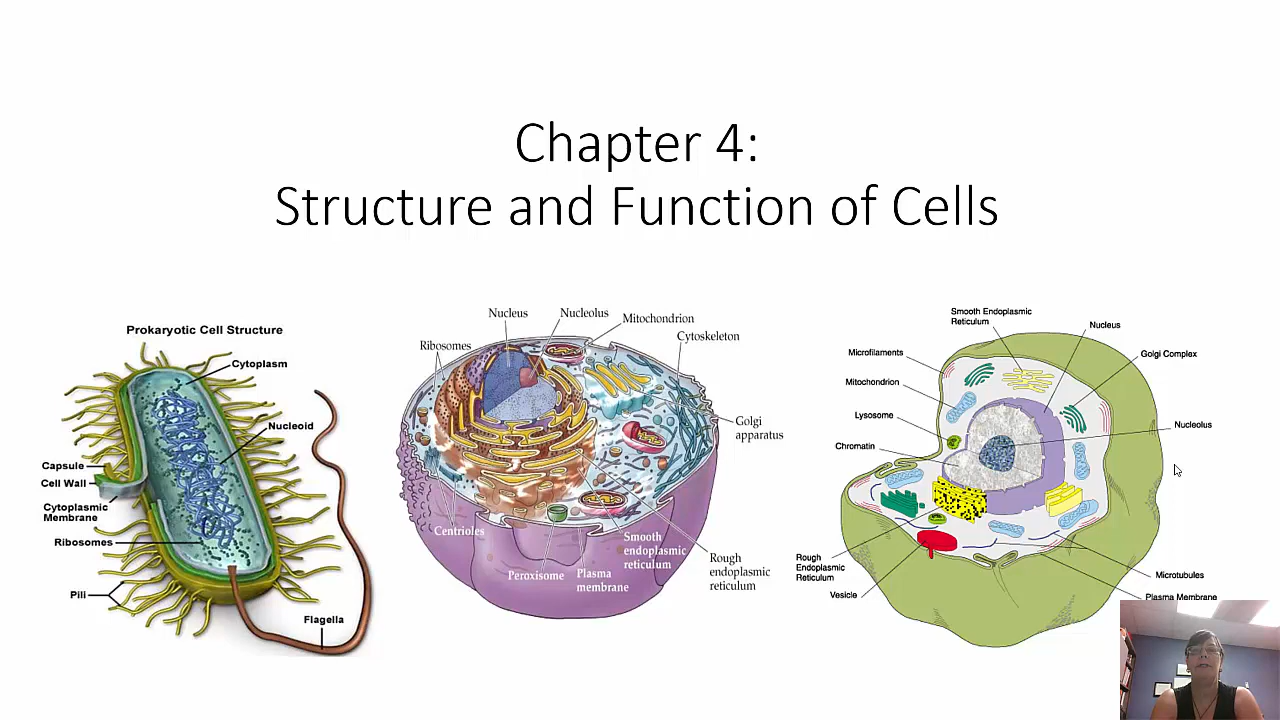 Chapter 4:
Structure and Function of Cells
Prokaryotic Cell Structure
Cytoplasm
Nucleoid
Capsule
Cell Wall
Cytoplasmic
Membrane
Ribosomes
Pili
Flagella
Nucleus
Nucleolus
Mitochondrion
Cytoskeleton
Ribosomes
Golgi
apparatus
Centrioles
Peroxisome
Plasma
membrane
Smooth
endoplasmic
reticulum
Rough
endoplasmic
reticulum
Smooth Endoplasmic
Reticulum
Nucleus
Microfilaments
Golgi Complex
Mitochondrion
Lysosome
Nucleolus
Chromatin
Rough
Endoplasmic
Reticulum
Vesicle
Microtubules
Plasma Membrane